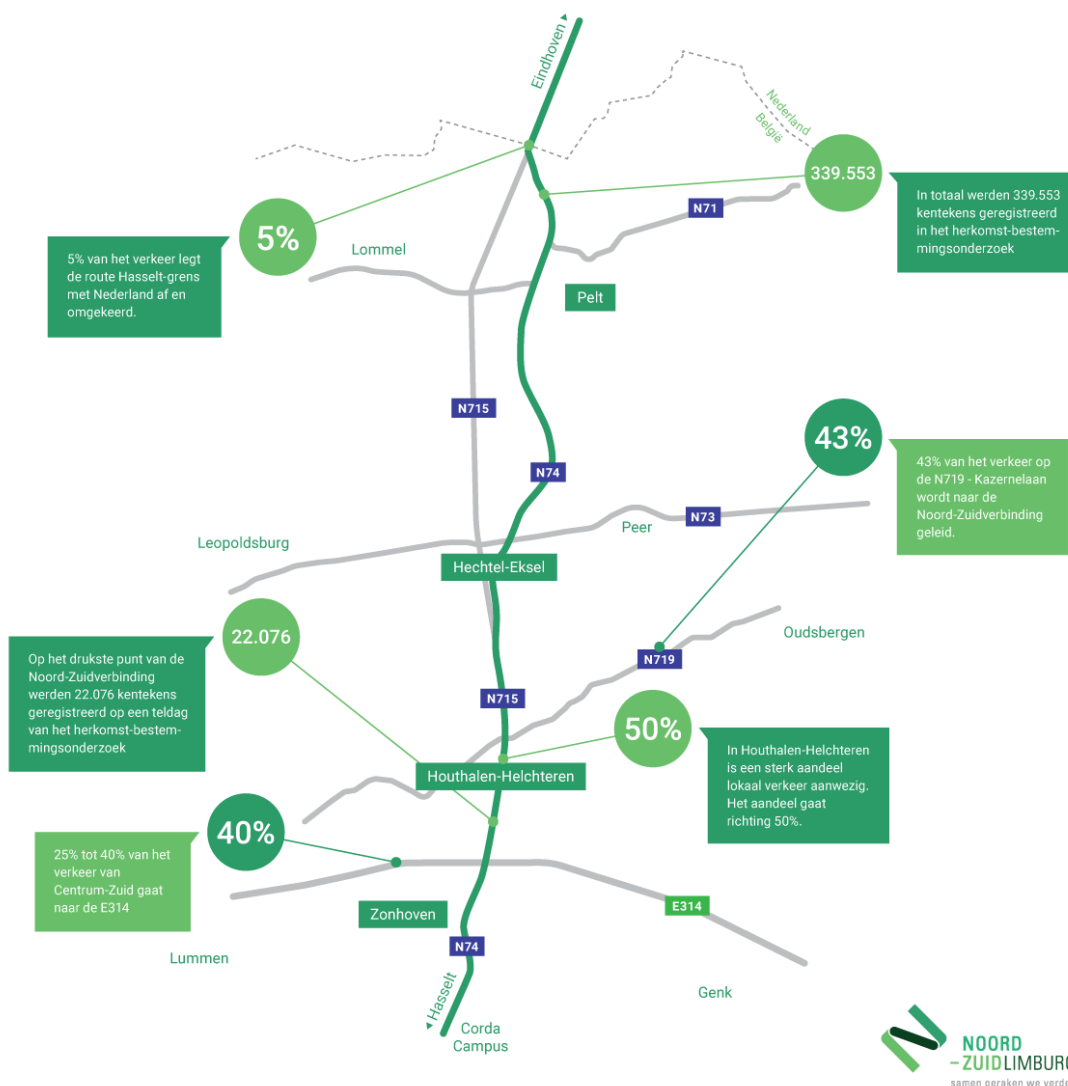 Eindhoven
Nederland
België
339.553
In totaal werden 339.553
kentekens geregistreerd
in het herkomst-bestem-
mingsonderzoek
N71
5%
5% van het verkeer legt
de route Hasselt-grens
met Nederland af en
omgekeerd.
Lommel
Pelt
N715
N74
43%
43% van het verkeer op
de N719 - Kazernelaan
wordt naar de
Noord-Zuidverbinding
geleid.
N73
Peer
Leopoldsburg
Hechtel-Eksel
22.076
Op het drukste punt van de
Noord-Zuidverbinding
werden 22.076 kentekens
geregistreerd op een teldag
van het herkomst-bestem-
mingsonderzoek
Oudsbergen
N719
N715
50%
In Houthalen-Helchteren
is een sterk aandeel
lokaal verkeer aanwezig.
Het aandeel gaat
richting 50%.
Houthalen-Helchteren
40%
25% tot 40% van het
verkeer van
Centrum-Zuid gaat
naar de E314
E314
Zonhoven
N74
Lummen
Genk
Hasselt
Corda
Campus
NOORD
-ZUIDLIMBURG
samen geraken we verde